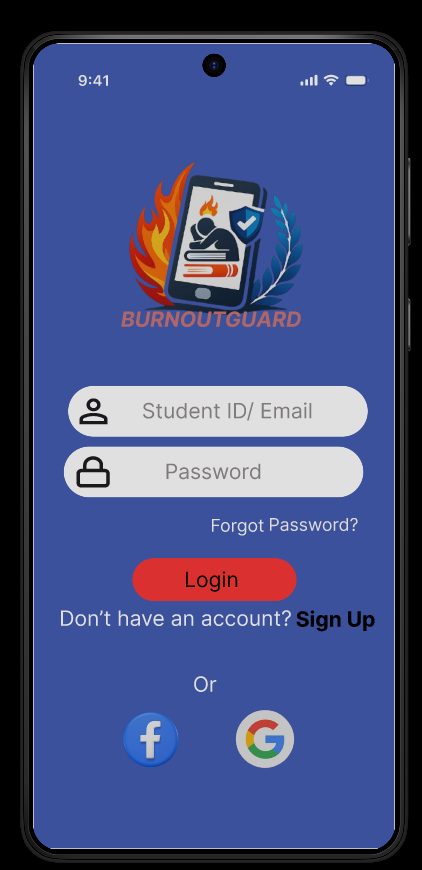 9:41
BURNOUTGUARD
Student ID/ Email
Password
Forgot Password?
Login
Don’t have an account? Sign Up
Or